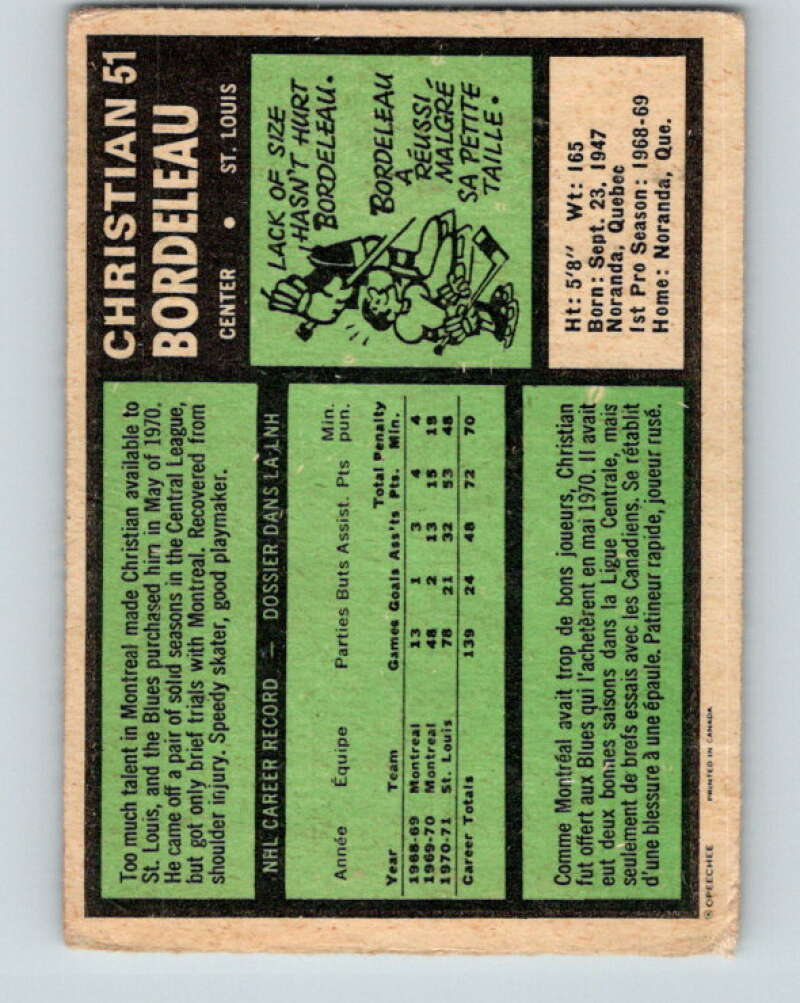 CHRISTIAN 51
BORDELEAU
CENTER • ST. LOUIS
Too much talent in Montreal made Christian available to
St. Louis, and the Blues purchased him in May of 1970.
He came off a pair of solid seasons in the Central League,
but got only brief trials with Montreal. Recovered from
shoulder injury. Speedy skater, good playmaker.
LACK OF SIZE
HASN'T HURT
BORDELEAU.
BORDELEAU
A
RÉUSSI
MALGRÉ
SA PETITE
TAILLE.
NHL CAREER RECORD — DOSSIER DANS LA LNH
Année Équipe Parties Buts Assist. Pts Min. pun.
Year Team Games Goals Ass'ts Total Pts. Penalty Min.
1968-69 Montreal 13 1 3 4 4
1969-70 Montreal 48 2 13 15 18
1970-71 St. Louis 78 21 32 53 48
Career Totals 139 24 48 72 70
Ht: 5'8" Wt: 165
Born: Sept. 23, 1947
Noranda, Quebec
1st Pro Season: 1968-69
Home: Noranda, Que.
Comme Montréal avait trop de bons joueurs, Christian
fut offert aux Blues qui l'achetèrent en mai 1970. Il avait
eut deux bonnes saisons dans la Ligue Centrale, mais
seulement de brefs essais avec les Canadiens. Se rétablit
d'une blessure à une épaule. Patineur rapide, joueur rusé.
© OPEECHEE PRINTED IN CANADA